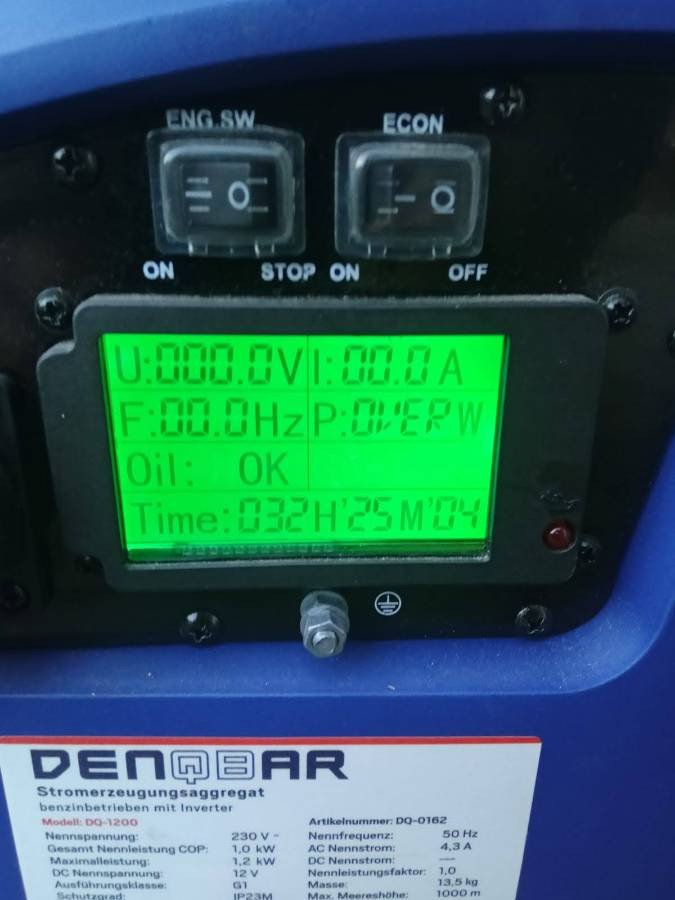 ENG.SW ECON
ON STOP ON OFF
U:000.0V I:00.0A
F:00.0Hz P:OVER W
Oil: OK
Time:032H'25M'04
DENQBAR
Stromerzeugungsaggregat
benzinbetrieben mit Inverter
Modell: DQ-1200 Artikelnummer: DQ-0162
Nennspannung: 230 V ~ Nennfrequenz: 50 Hz
Gesamt Nennleistung COP: 1,0 kW AC Nennstrom: 4,3 A
Maximalleistung: 1,2 kW DC Nennstrom: ----
DC Nennspannung: 12 V Nennleistungsfaktor: 1,0
Ausführungsklasse: G1 Masse: 13,5 kg
Schutzgrad: IP23M Max. Meereshöhe: 1000 m